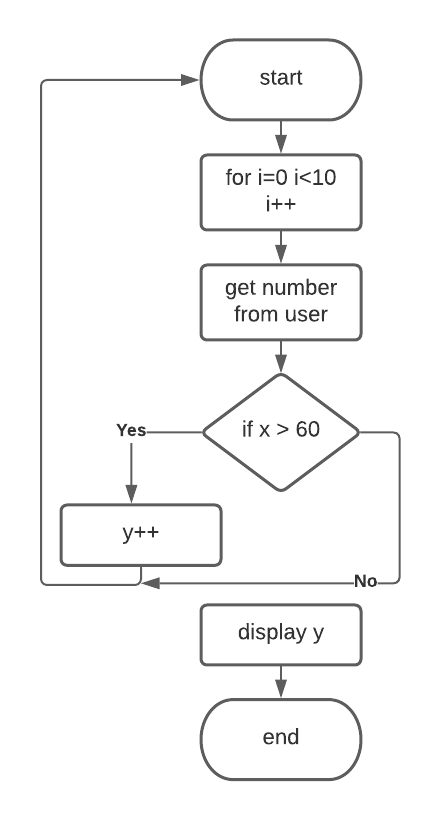 start
for i=0 i<10
i++
get number
from user
if x > 60
Yes
y++
No
display y
end